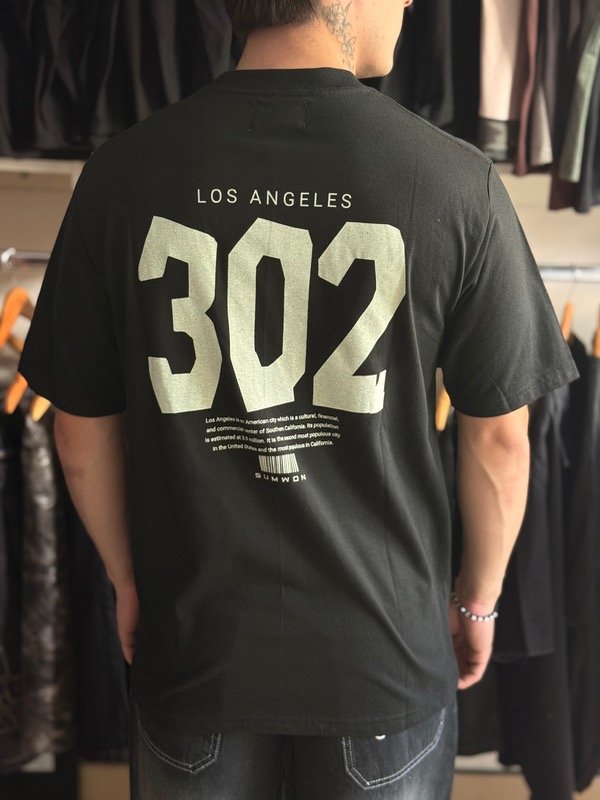 LOS ANGELES
302
Los Angeles is an American city which is a cultural, financial,
and commercial center of Southen California. Its population
is estimated at 3.9 million. It is the second most populous city
in the United States and the most populous in California.
SUMWON